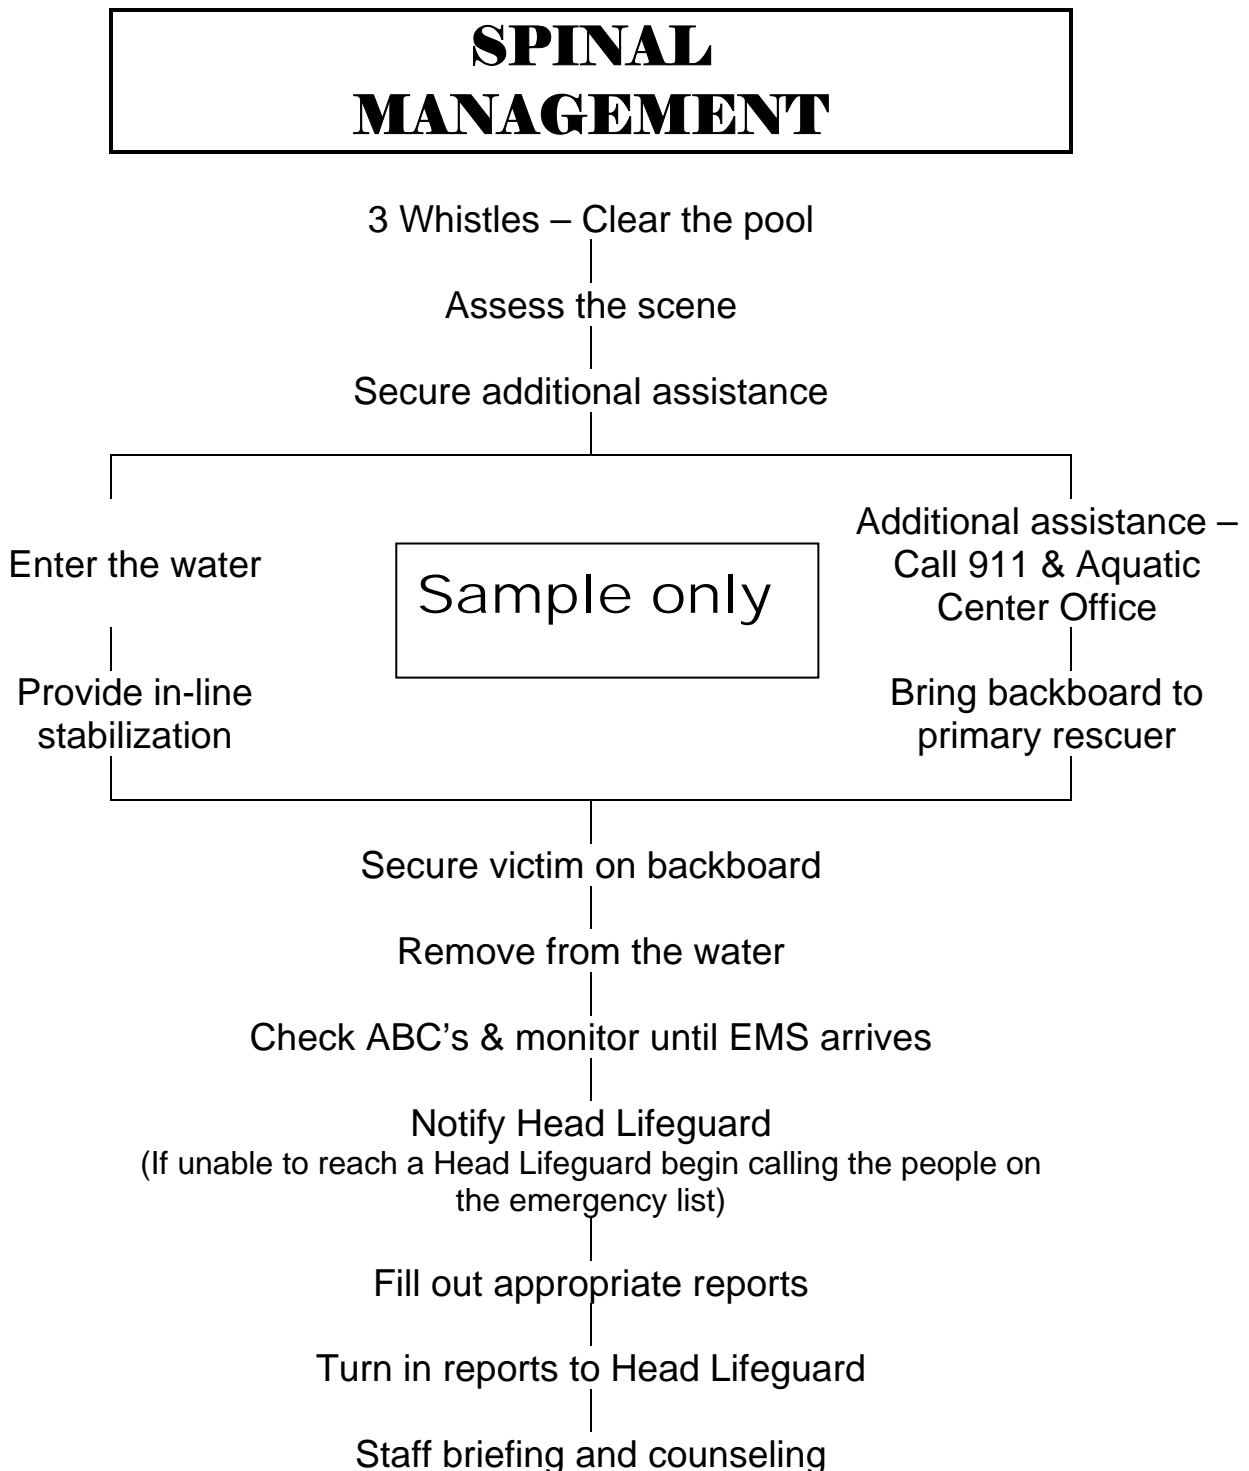 SPINAL
MANAGEMENT
3 Whistles – Clear the pool
Assess the scene
Secure additional assistance
Enter the water
Provide in-line
stabilization
Sample only
Additional assistance –
Call 911 & Aquatic
Center Office
Bring backboard to
primary rescuer
Secure victim on backboard
Remove from the water
Check ABC’s & monitor until EMS arrives
Notify Head Lifeguard
(If unable to reach a Head Lifeguard begin calling the people on
the emergency list)
Fill out appropriate reports
Turn in reports to Head Lifeguard
Staff briefing and counseling